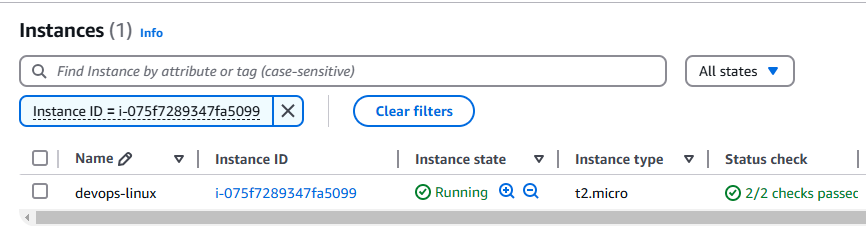 Instances (1) Info
Find Instance by attribute or tag (case-sensitive)
All states
Instance ID = i-075f7289347fa5099
Clear filters
Name Instance ID Instance state Instance type Status check
devops-linux i-075f7289347fa5099 Running t2.micro 2/2 checks passed